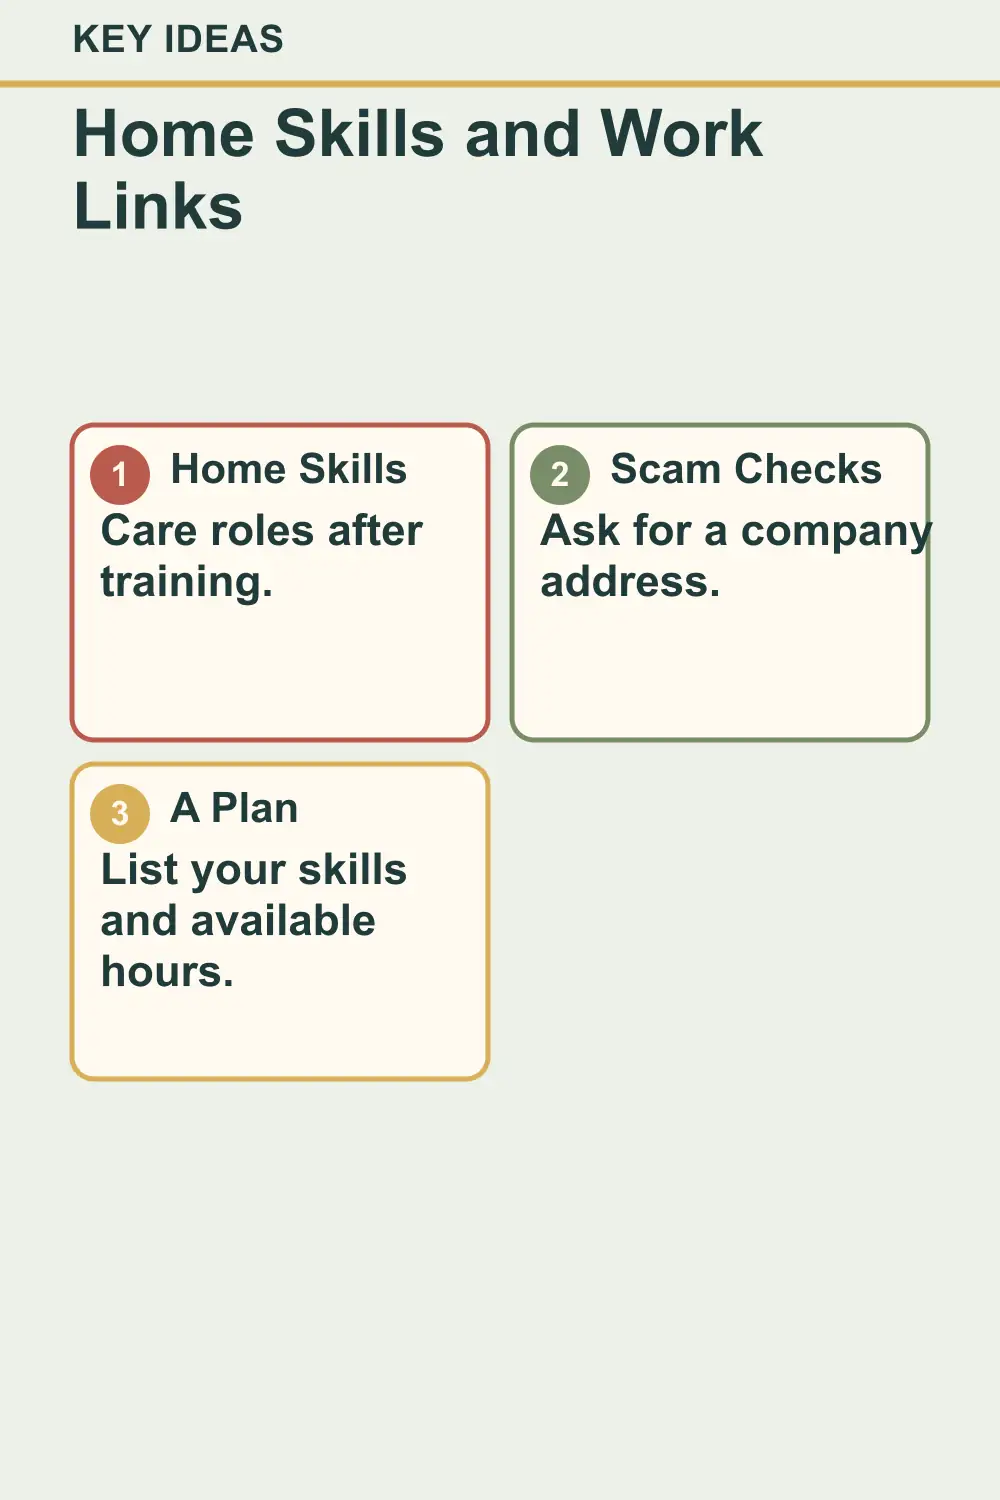 KEY IDEAS
Home Skills and Work
Links
1
Home Skills
Care roles after
training.
2
Scam Checks
Ask for a company
address.
3
A Plan
List your skills
and available
hours.